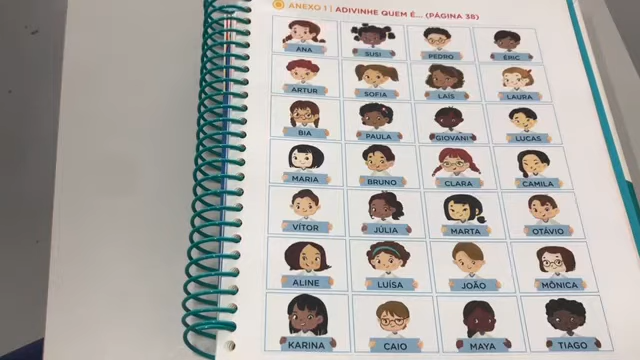 ANEXO 1 | ADIVINHE QUEM É... (PÁGINA 38)
ANA SUSI PEDRO ÉRIC
ARTUR SOFIA LAÍS LAURA
BIA PAULA GIOVANI LUCAS
MARIA BRUNO CLARA CAMILA
VÍTOR JÚLIA MARTA OTÁVIO
ALINE LUÍSA JOÃO MÔNICA
KARINA CAIO MAYA TIAGO